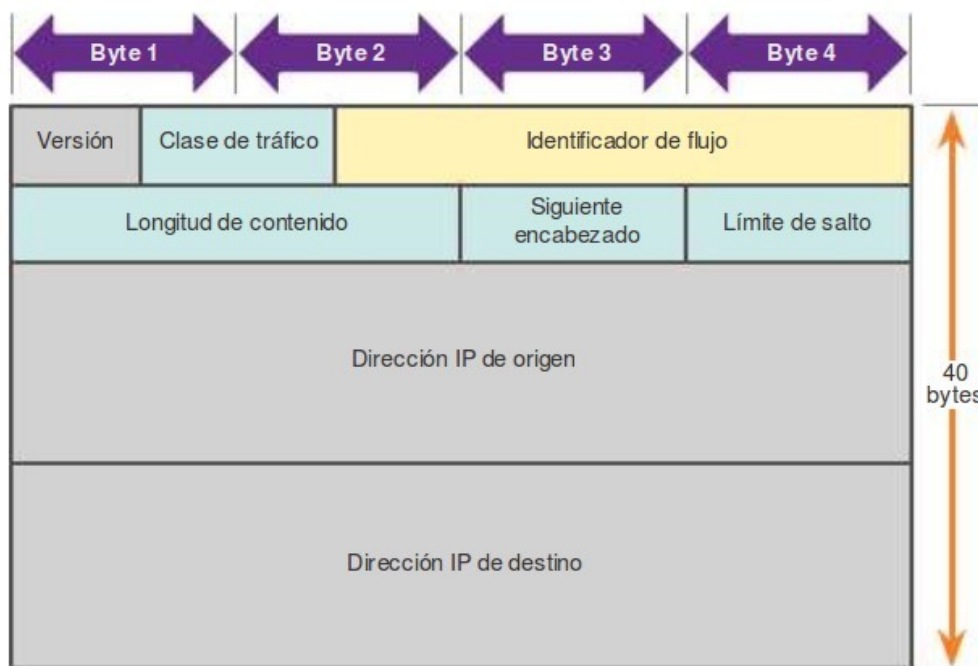 Byte 1 Byte 2 Byte 3 Byte 4
Versión Clase de tráfico Identificador de flujo
Longitud de contenido Siguiente encabezado Límite de salto
Dirección IP de origen
40
bytes
Dirección IP de destino